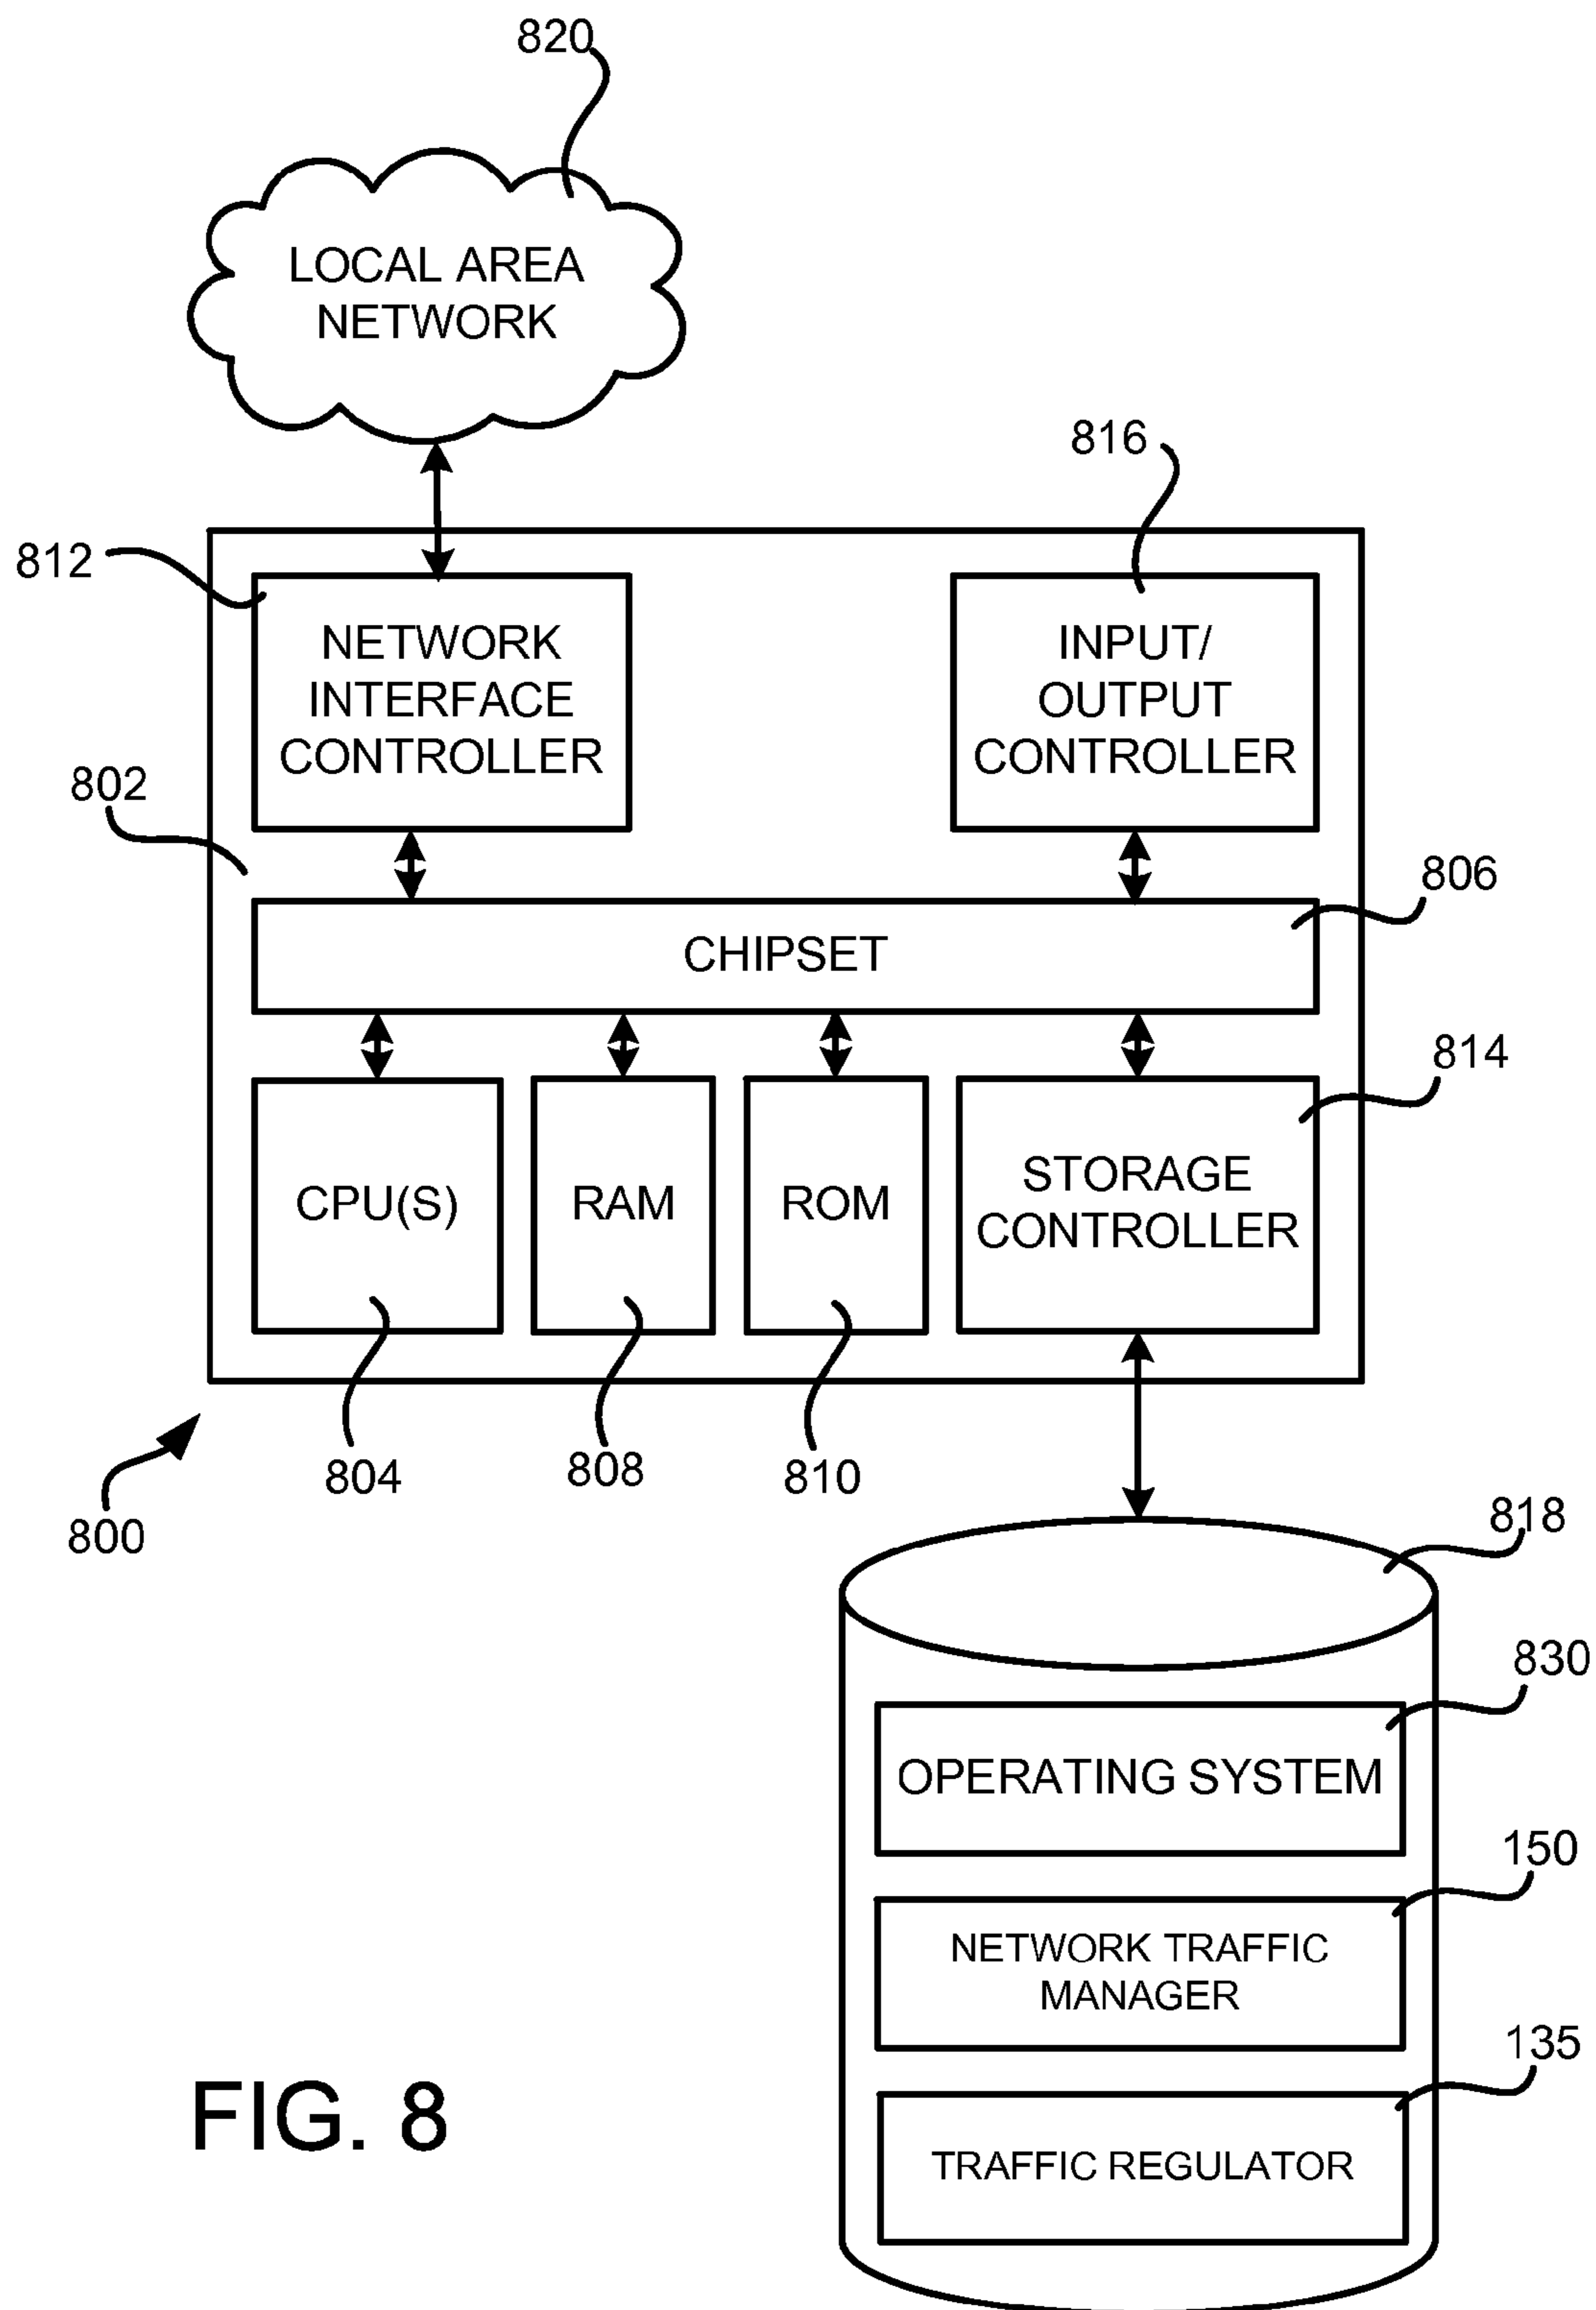 820
LOCAL AREA
NETWORK
816
812
NETWORK
INTERFACE
CONTROLLER
INPUT/
OUTPUT
CONTROLLER
802
806
CHIPSET
814
CPU(S)
RAM
ROM
STORAGE
CONTROLLER
804
808
810
800
818
830
OPERATING SYSTEM
150
NETWORK TRAFFIC
MANAGER
135
TRAFFIC REGULATOR
FIG. 8